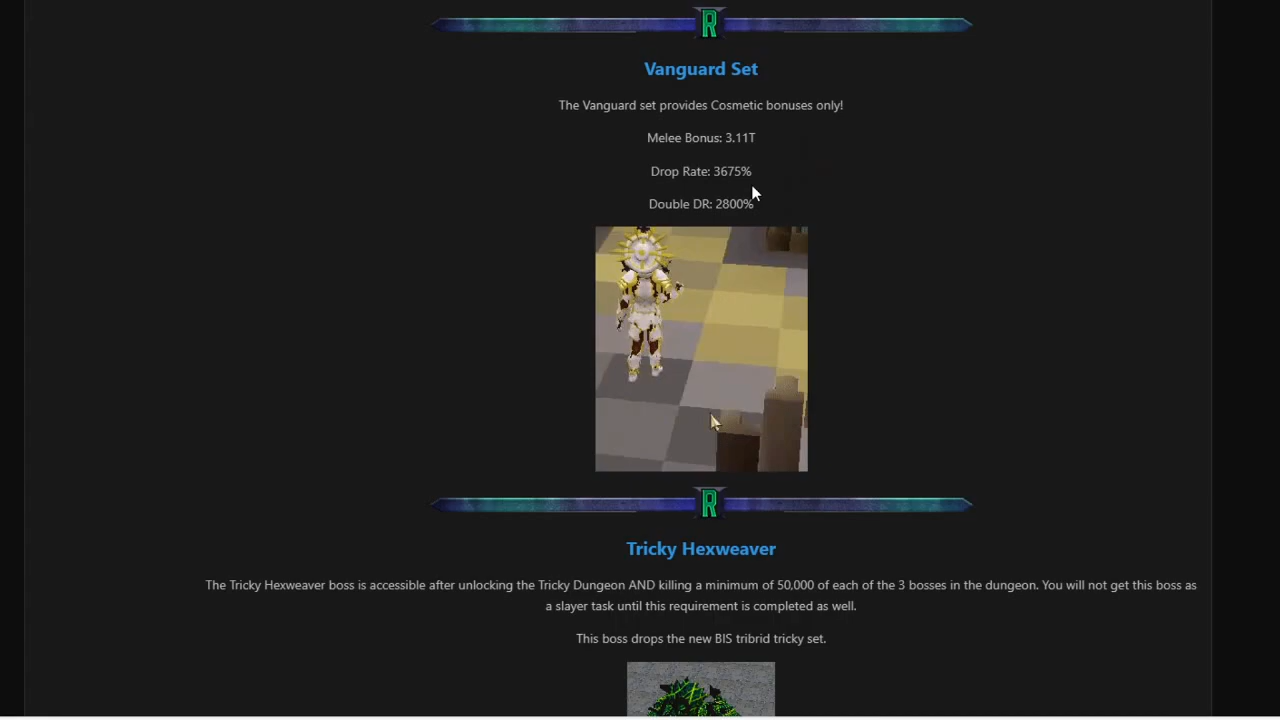 R
Vanguard Set
The Vanguard set provides Cosmetic bonuses only!
Melee Bonus: 3.11T
Drop Rate: 3675%
Double DR: 2800%
R
Tricky Hexweaver
The Tricky Hexweaver boss is accessible after unlocking the Tricky Dungeon AND killing a minimum of 50,000 of each of the 3 bosses in the dungeon. You will not get this boss as
a slayer task until this requirement is completed as well.
This boss drops the new BIS tribrid tricky set.